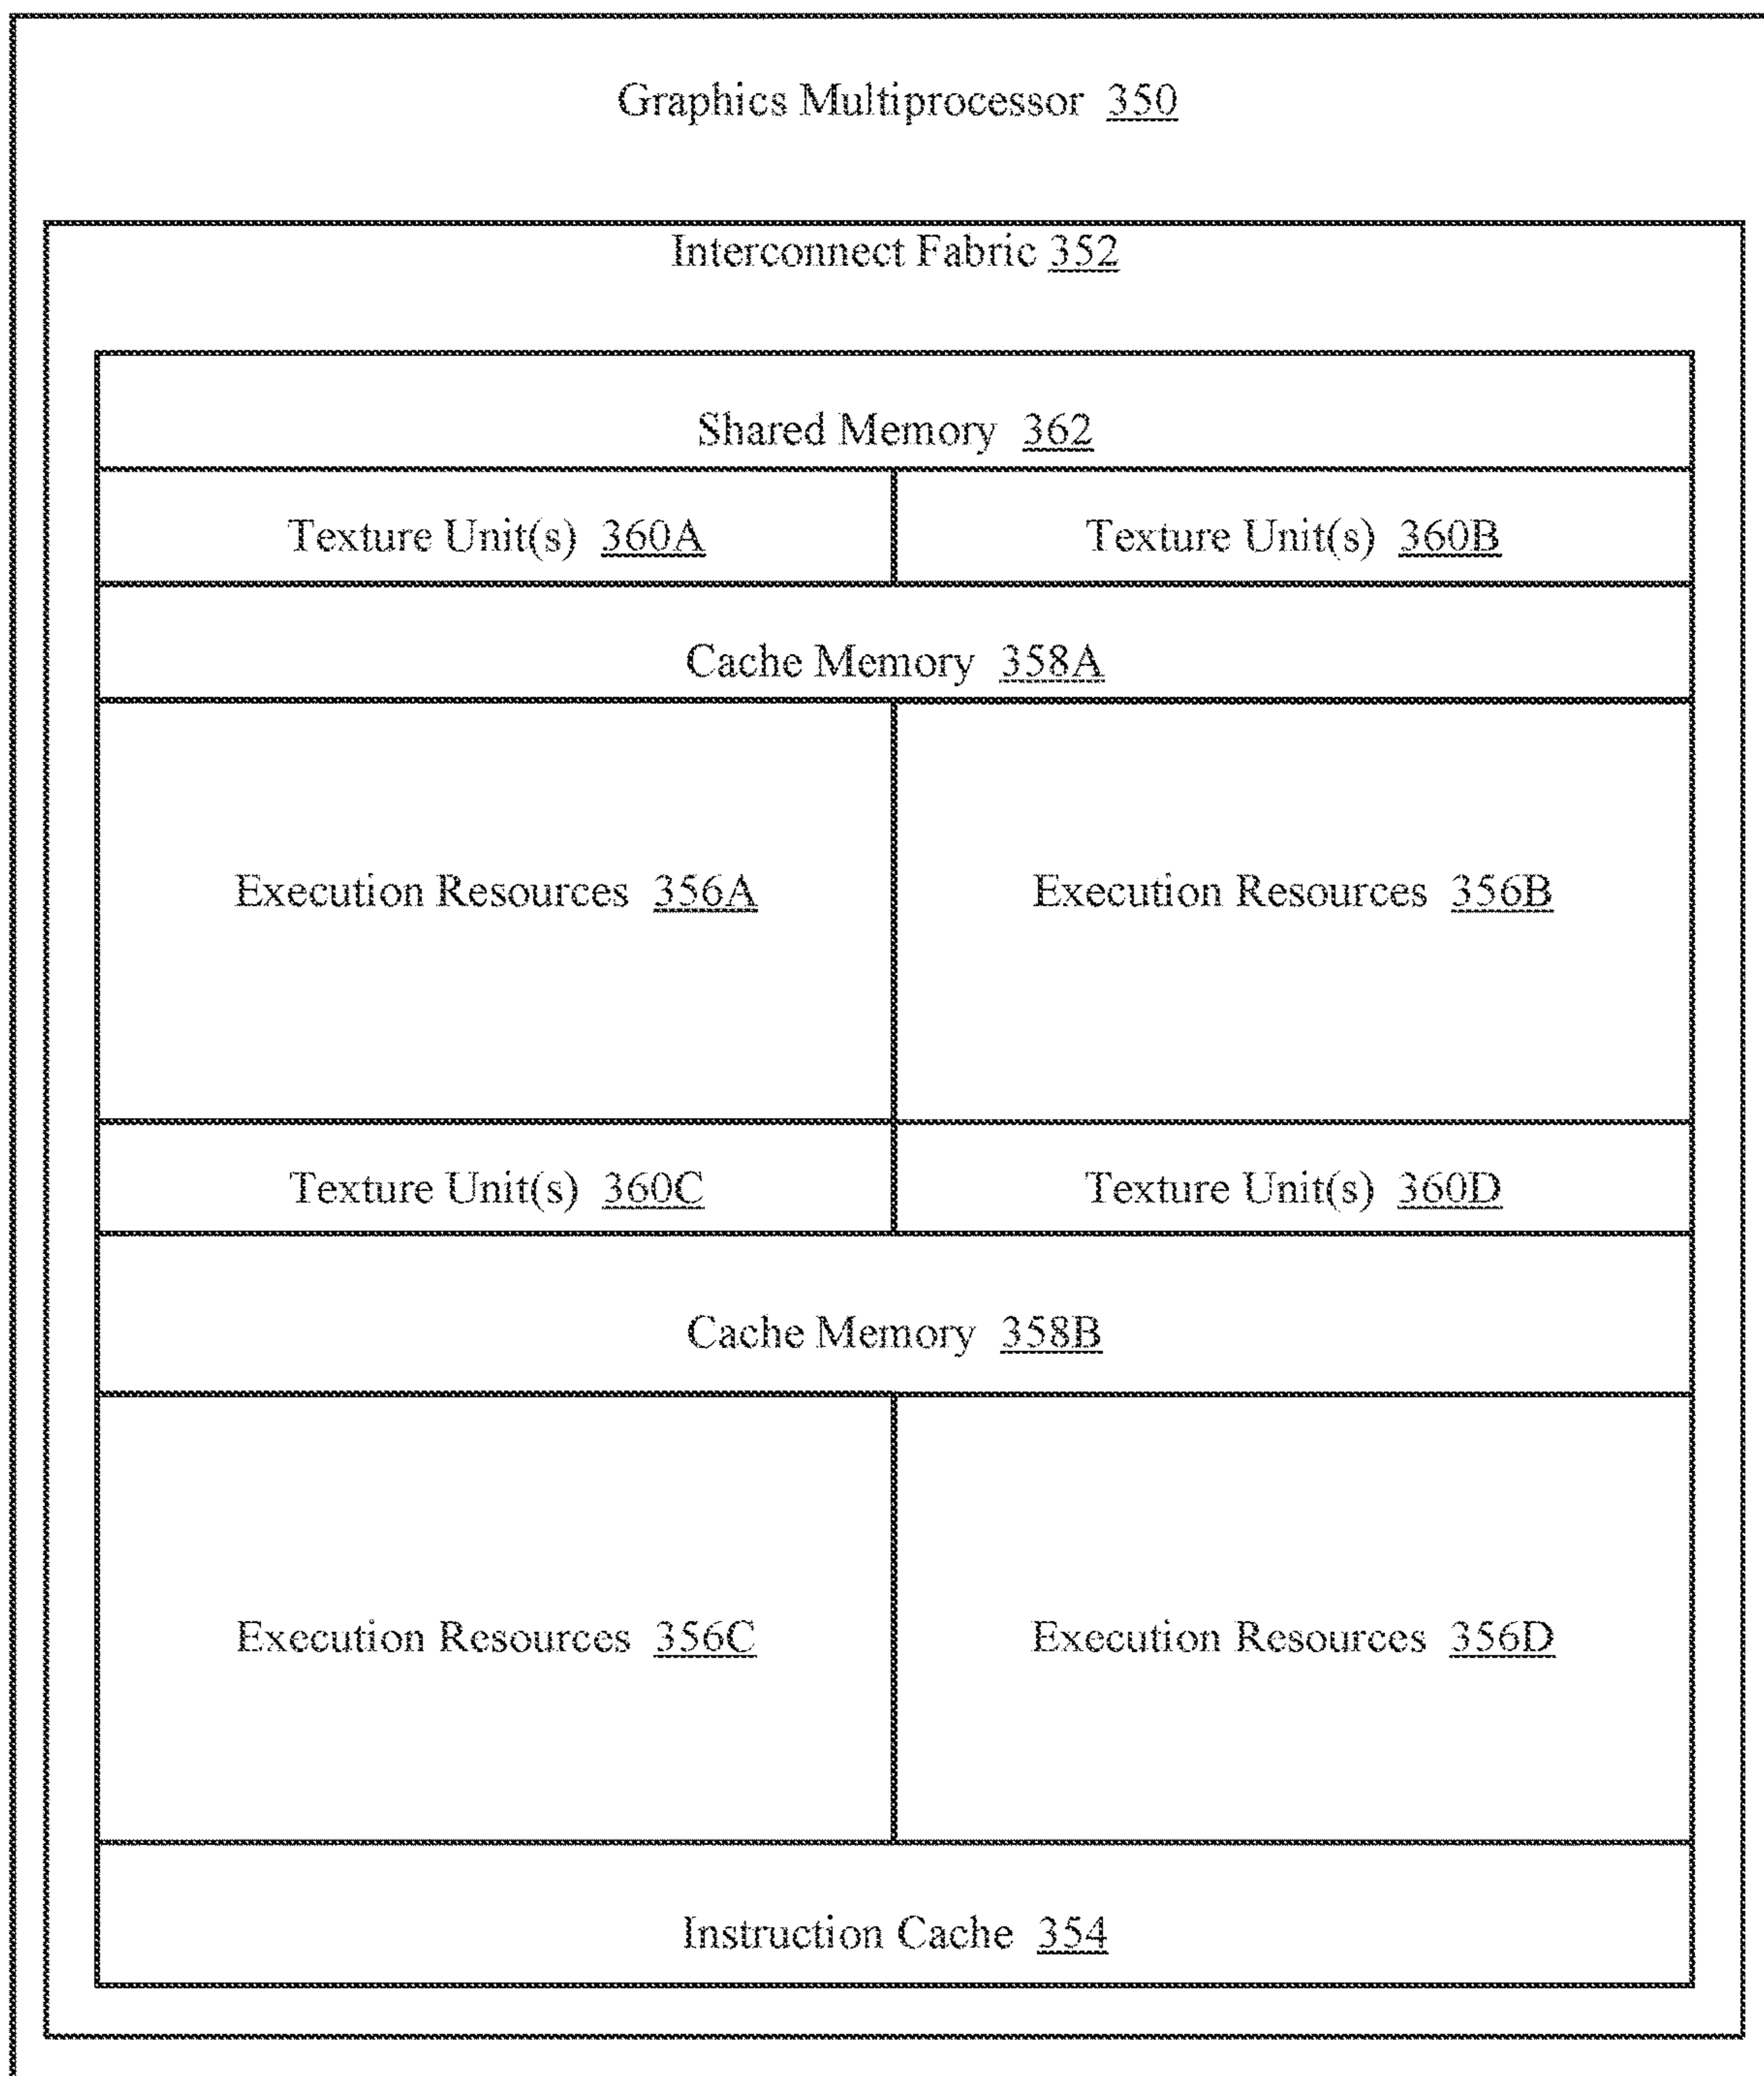 Graphics Multiprocessor 350
Interconnect Fabric 352
Shared Memory 362
Texture Unit(s) 360A
Texture Unit(s) 360B
Cache Memory 358A
Execution Resources 356A
Execution Resources 356B
Texture Unit(s) 360C
Texture Unit(s) 360D
Cache Memory 358B
Execution Resources 356C
Execution Resources 356D
Instruction Cache 354